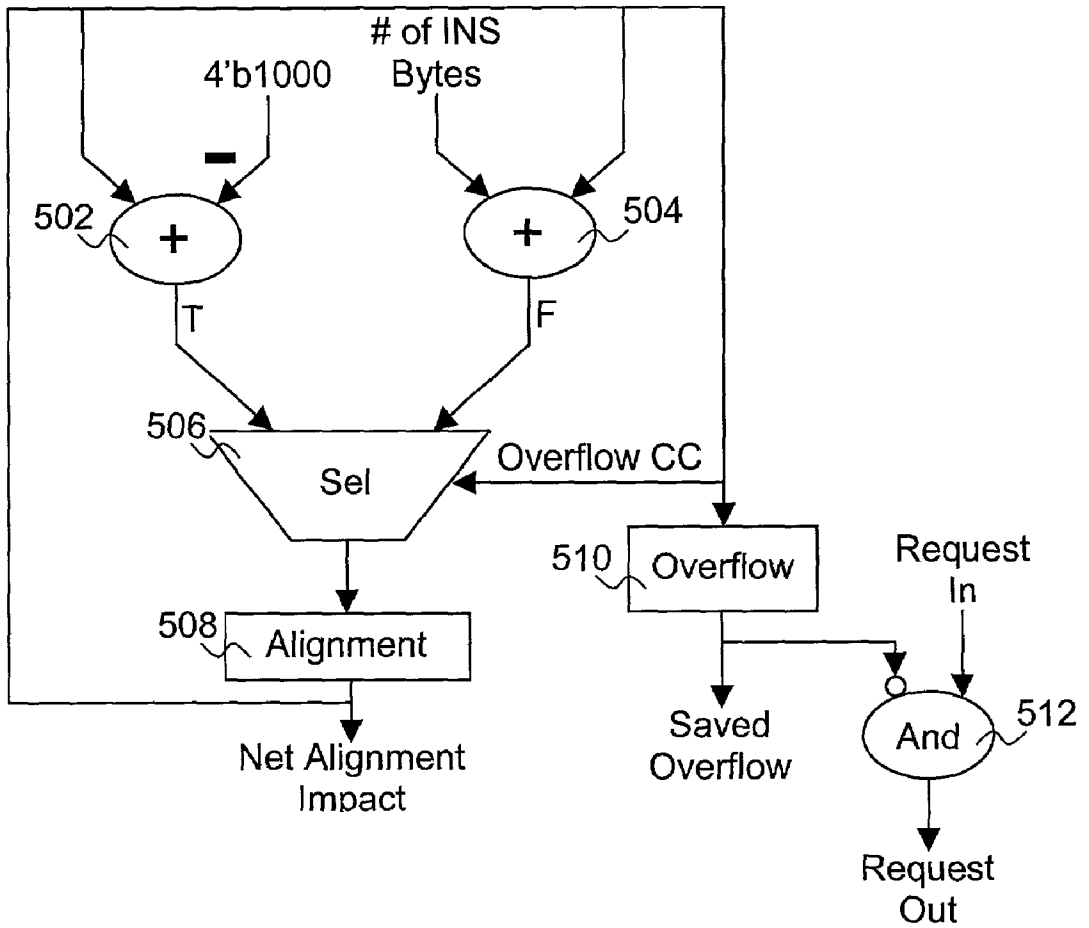 # of INS
Bytes
4'b1000
–
502
+
504
+
T
F
506
Sel
Overflow CC
510
Overflow
Request
In
508
Alignment
Net Alignment
Impact
Saved
Overflow
And
512
Request
Out